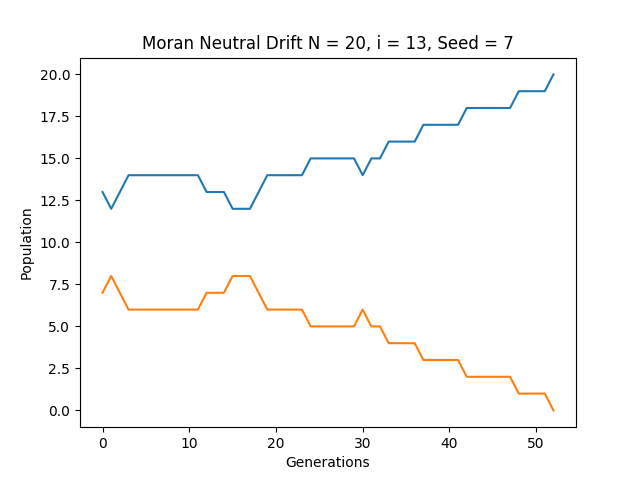 Moran Neutral Drift N = 20, i = 13, Seed = 7
20.0
17.5
15.0
12.5
10.0
7.5
5.0
2.5
0.0
Population
0 10 20 30 40 50
Generations